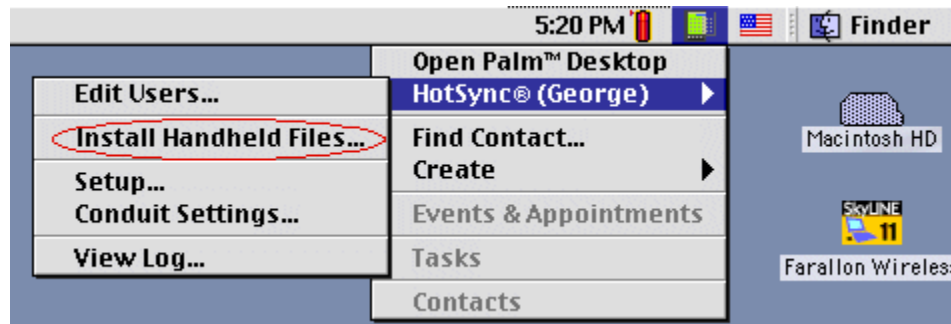 5:20 PM
Finder
Open Palm™ Desktop
HotSync® (George)
Find Contact...
Create
Events & Appointments
Tasks
Contacts
Edit Users...
Install Handheld Files...
Setup...
Conduit Settings...
View Log...
Macintosh HD
SkyLINE
11
Farallon Wireles